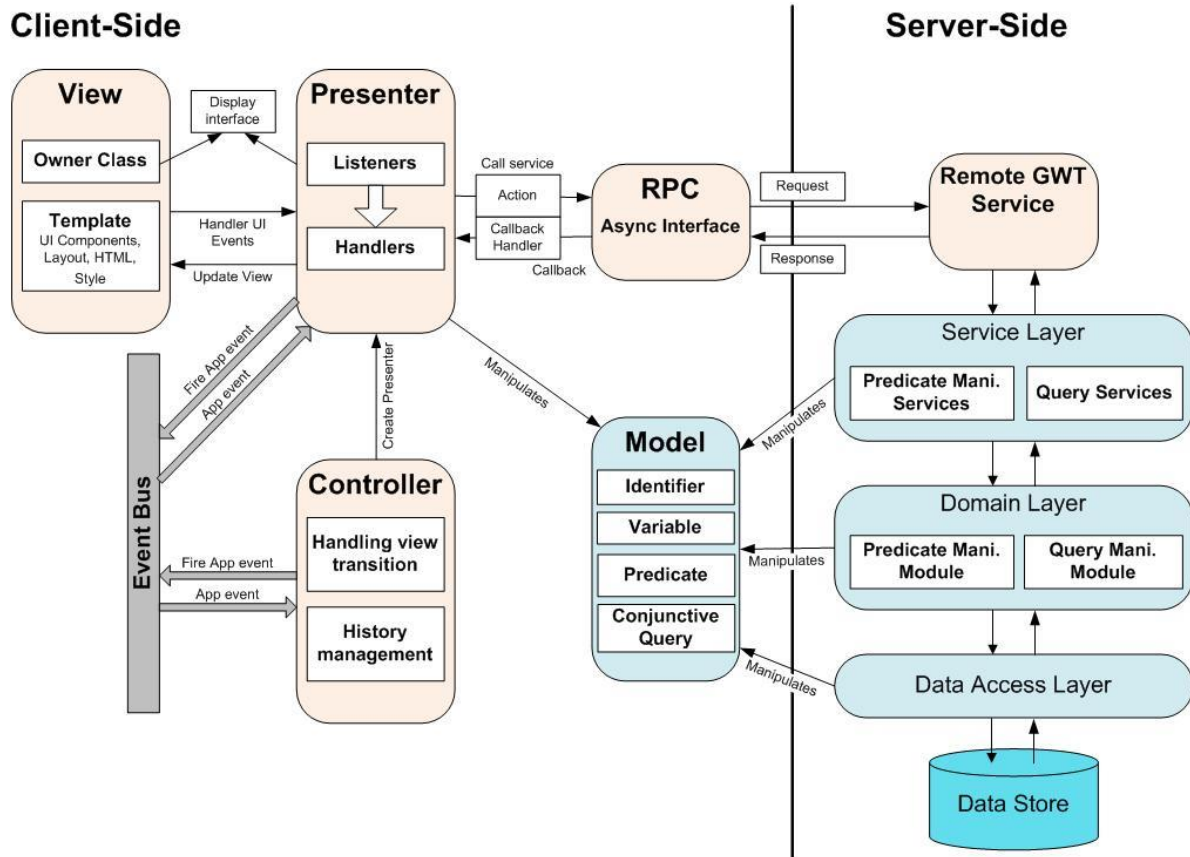 Client-Side
Server-Side
View
Owner Class
Template
UI Components,
Layout, HTML,
Style
Display
interface
Handler UI
Events
Update View
Presenter
Listeners
Handlers
Call service
Action
Callback
Handler
Callback
RPC
Async Interface
Request
Response
Remote GWT
Service
Fire App event
App event
Create Presenter
Manipulates
Event Bus
Fire App event
App event
Controller
Handling view
transition
History
management
Model
Identifier
Variable
Predicate
Conjunctive
Query
Manipulates
Manipulates
Manipulates
Service Layer
Predicate Mani.
Services
Query Services
Domain Layer
Predicate Mani.
Module
Query Mani.
Module
Data Access Layer
Data Store